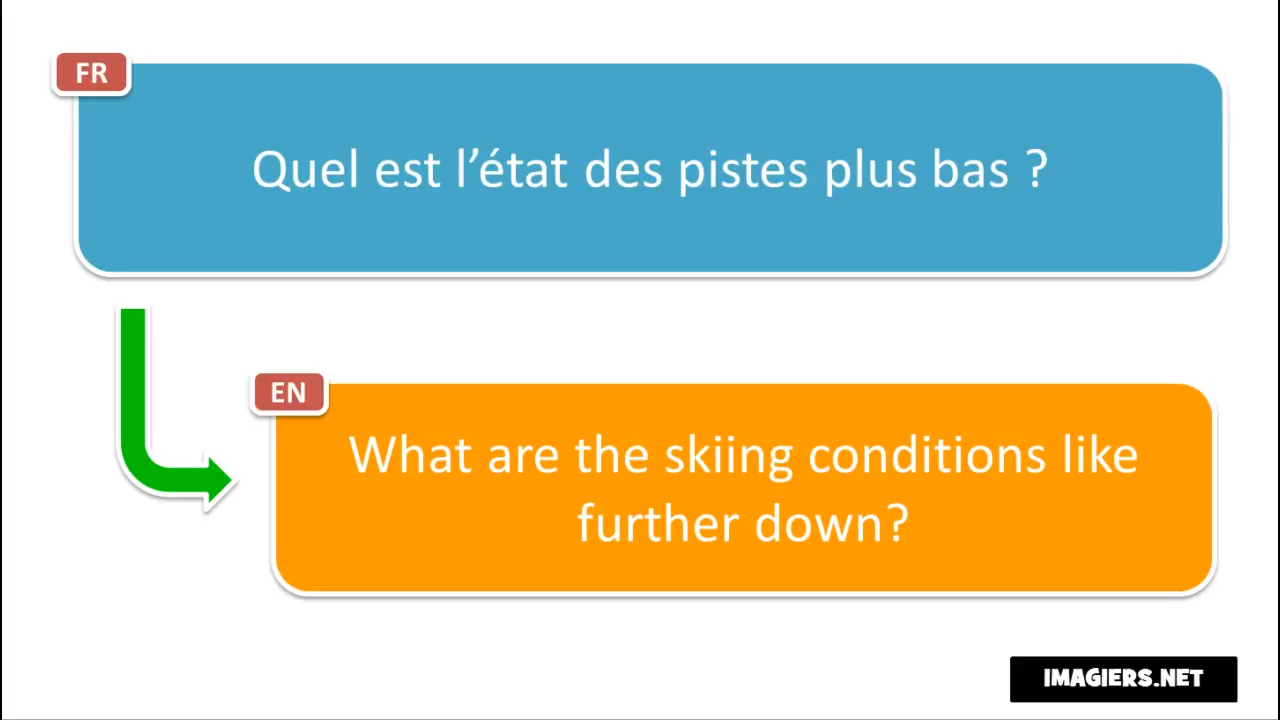 FR
Quel est l’état des pistes plus bas ?
EN
What are the skiing conditions like
further down?
IMAGIERS.NET